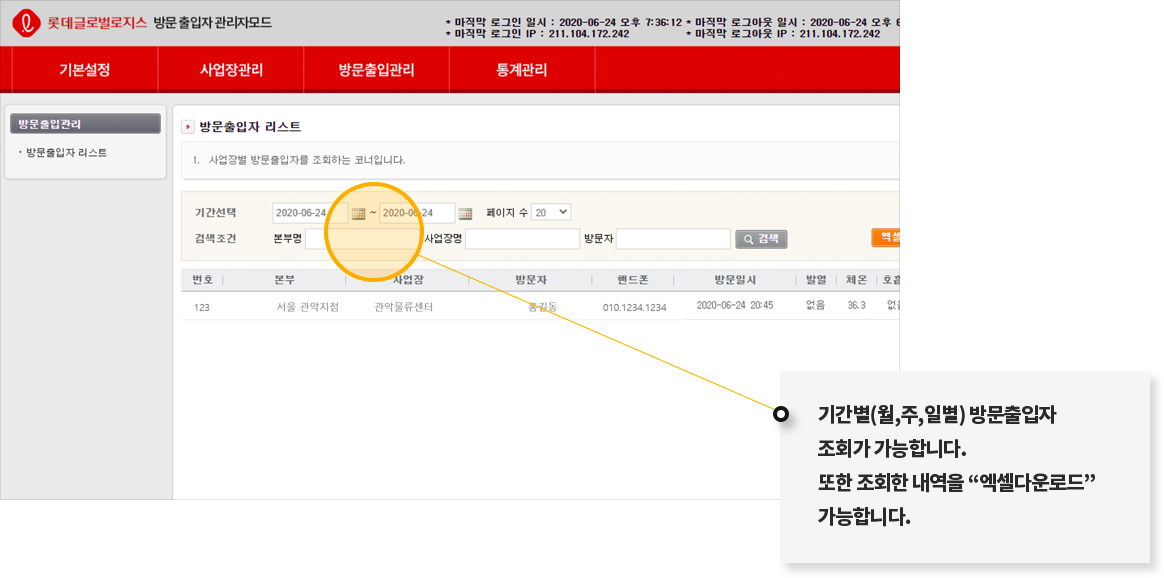 롯데글로벌로지스 방문 출입자 관리자모드
* 마지막 로그인 일시 : 2020-06-24 오후 7:36:12 * 마지막 로그아웃 일시 : 2020-06-24 오후 6
* 마지막 로그인 IP : 211.104.172.242 * 마지막 로그아웃 IP : 211.104.172.242
기본설정 사업장관리 방문출입관리 통계관리
방문출입관리
· 방문출입자 리스트
방문출입자 리스트
1. 사업장별 방문출입자를 조회하는 코너입니다.
기간선택 2020-06-24 ~ 2020-06-24 페이지 수 20
검색조건 본부명 사업장명 방문자 검색
번호 본부 사업장 방문자 핸드폰 방문일시 발열 체온
123 서울 관악지점 관악물류센터 홍길동 010.1234.1234 2020-06-24 20:45 없음 36.3
기간별(월,주,일별) 방문출입자
조회가 가능합니다.
또한 조회한 내역을 “엑셀다운로드”
가능합니다.